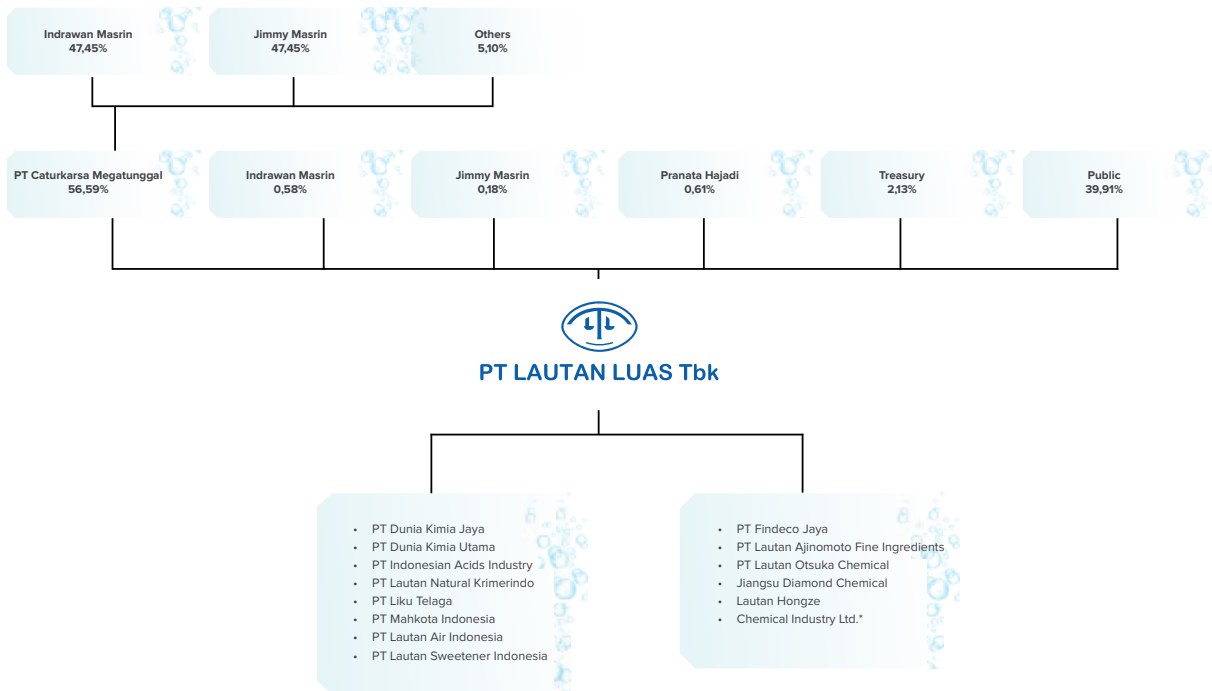 Indrawan Masrin
47,45%
Jimmy Masrin
47,45%
Others
5,10%
PT Caturkarsa Megatunggal
56,59%
Indrawan Masrin
0,58%
Jimmy Masrin
0,18%
Pranata Hajadi
0,61%
Treasury
2,13%
Public
39,91%
PT LAUTAN LUAS Tbk
• PT Dunia Kimia Jaya
• PT Dunia Kimia Utama
• PT Indonesian Acids Industry
• PT Lautan Natural Krimerindo
• PT Liku Telaga
• PT Mahkota Indonesia
• PT Lautan Air Indonesia
• PT Lautan Sweetener Indonesia
• PT Findeco Jaya
• PT Lautan Ajinomoto Fine Ingredients
• PT Lautan Otsuka Chemical
• Jiangsu Diamond Chemical
• Lautan Hongze
• Chemical Industry Ltd.*